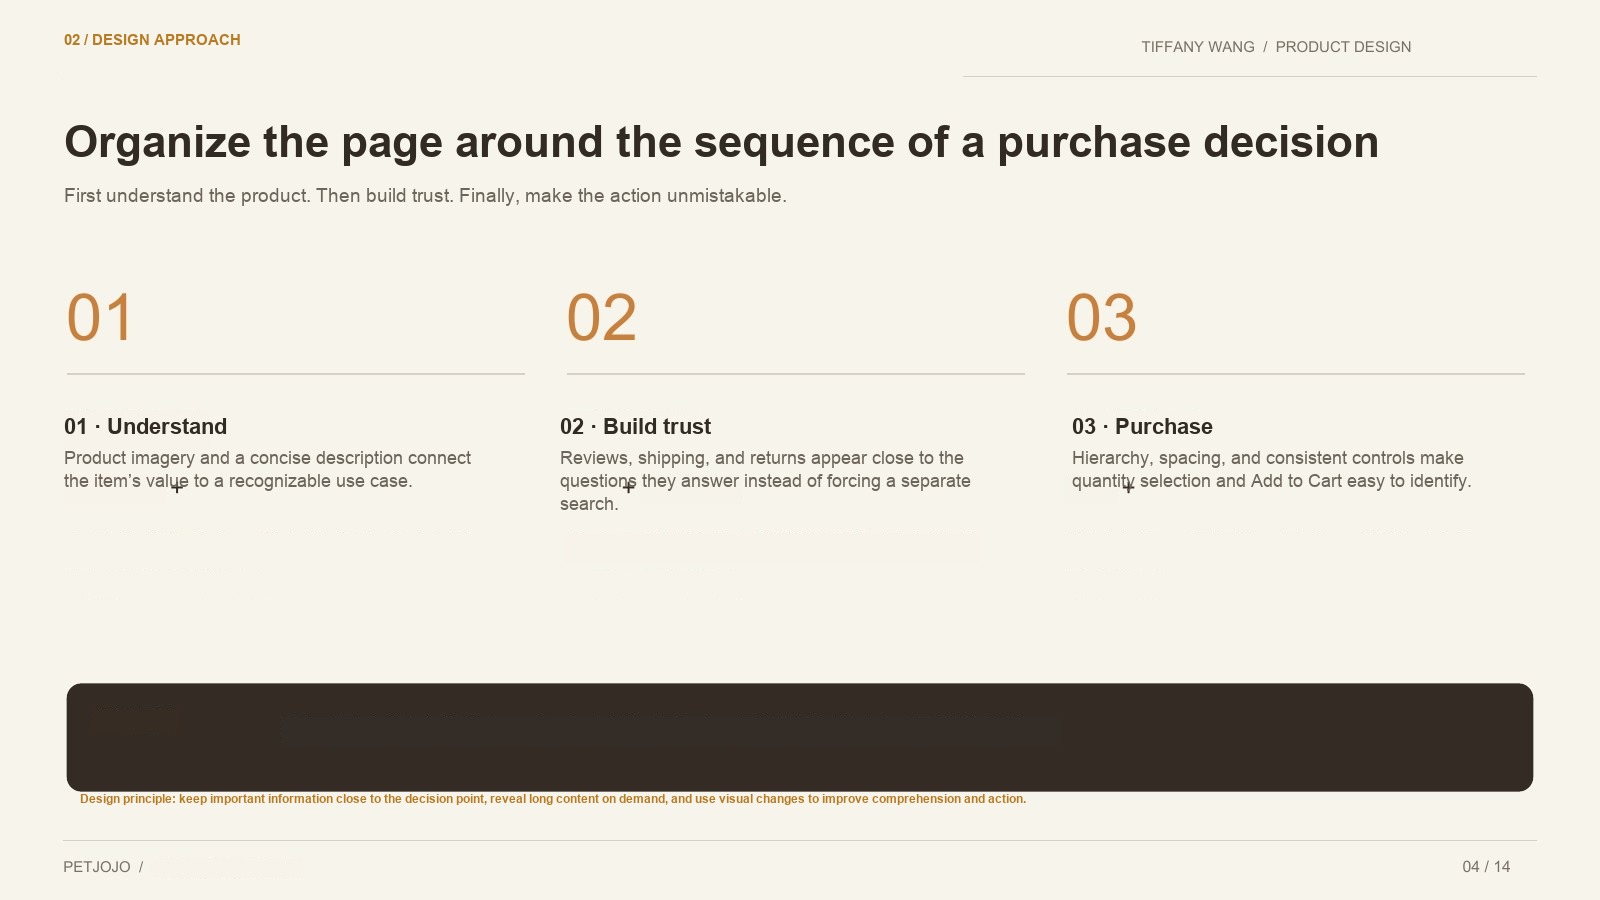 02 / DESIGN APPROACH
TIFFANY WANG / PRODUCT DESIGN
Organize the page around the sequence of a purchase decision
First understand the product. Then build trust. Finally, make the action unmistakable.
01
02
03
01 · Understand
Product imagery and a concise description connect
the item’s value to a recognizable use case.
+
02 · Build trust
Reviews, shipping, and returns appear close to the
questions they answer instead of forcing a separate
search.
+
03 · Purchase
Hierarchy, spacing, and consistent controls make
quantity selection and Add to Cart easy to identify.
+
Design principle: keep important information close to the decision point, reveal long content on demand, and use visual changes to improve comprehension and action.
PETJOJO /
04 / 14